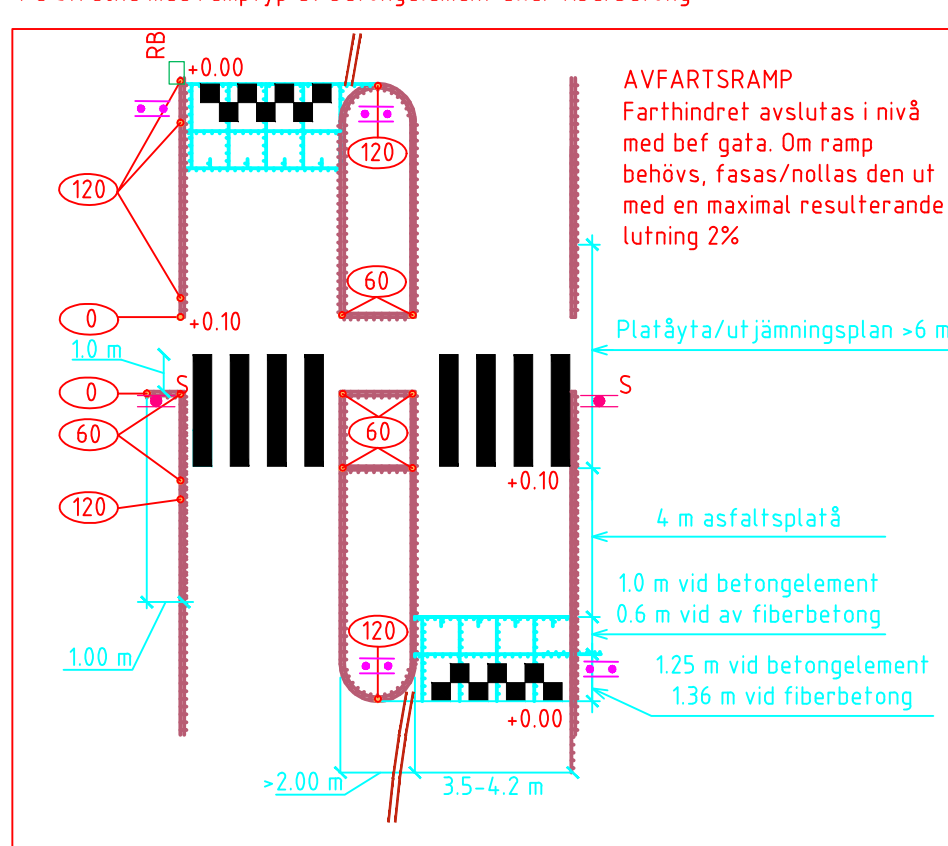 RB
+0.00
AVFARTSRAMP
Farthindret avslutas i nivå
med bef gata. Om ramp
behövs, fasas/nollas den ut
med en maximal resulterande
lutning 2%
120
120
60
0
+0.10
1.0 m
Platåyta/utjämningsplan >6 m
0
S
S
60
60
+0.10
120
4 m asfaltsplatå
1.0 m vid betongelement
0.6 m vid av fiberbetong
120
1.00 m
1.25 m vid betongelement
1.36 m vid fiberbetong
+0.00
>2.00 m
3.5-4.2 m